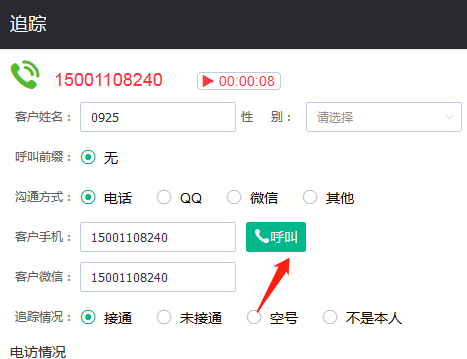 追踪
15001108240 00:00:08
客户姓名： 0925 性 别： 请选择
呼叫前缀： 无
沟通方式： 电话 QQ 微信 其他
客户手机： 15001108240 呼叫
客户微信： 15001108240
追踪情况： 接通 未接通 空号 不是本人
电访情况